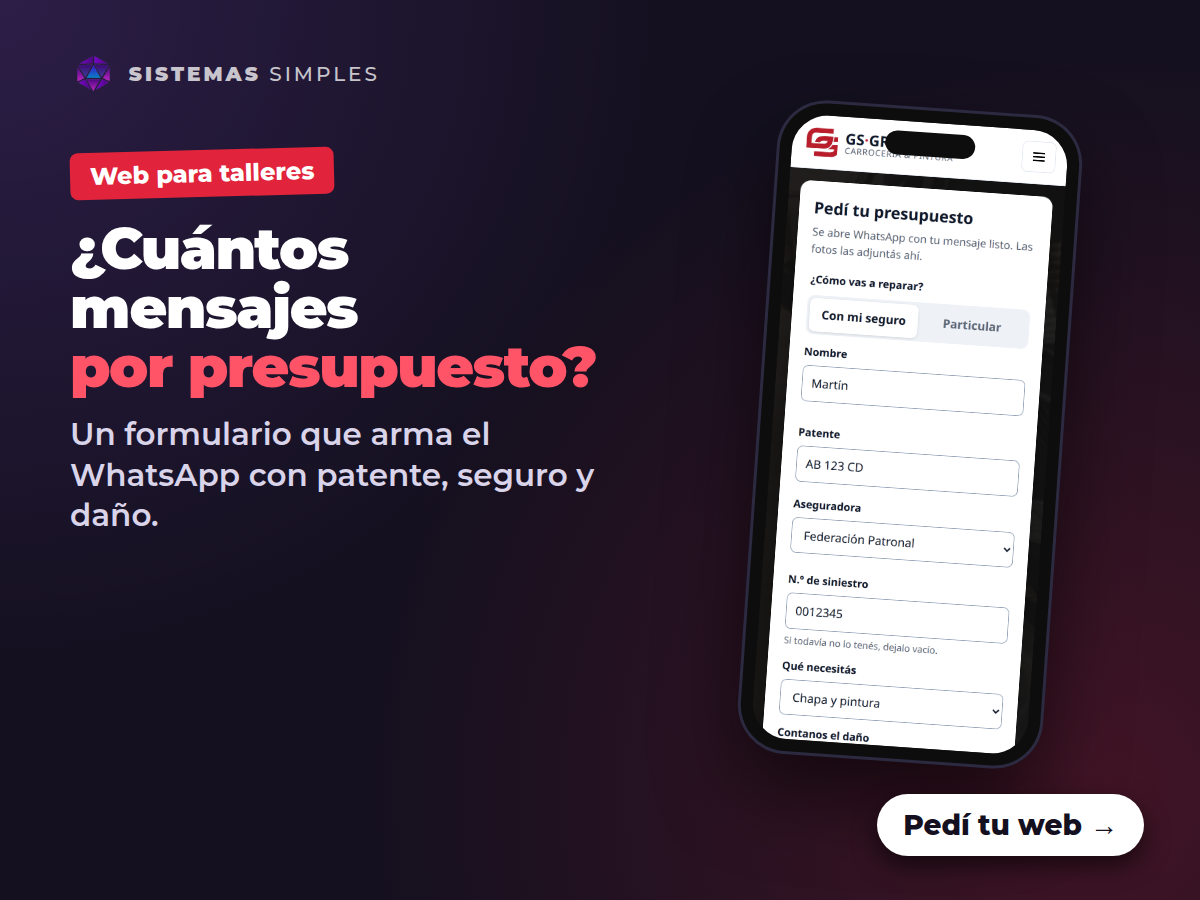 SISTEMAS SIMPLES
Web para talleres
¿Cuántos
mensajes
por presupuesto?
Un formulario que arma el
WhatsApp con patente, seguro y
daño.
CARROCERÍA & PINTURA
Pedí tu presupuesto
Se abre WhatsApp con tu mensaje listo. Las
fotos las adjuntás ahí.
¿Cómo vas a reparar?
Con mi seguro
Particular
Nombre
Martín
Patente
AB 123 CD
Aseguradora
Federación Patronal
N.º de siniestro
0012345
Si todavía no lo tenés, dejalo vacío.
Qué necesitás
Chapa y pintura
Contanos el daño
Pedí tu web →